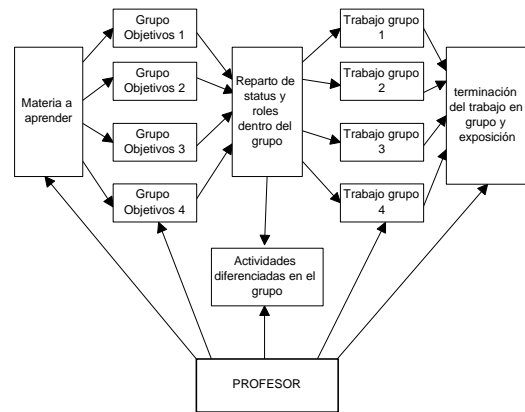 Materia a
aprender
Grupo
Objetivos 1
Grupo
Objetivos 2
Grupo
Objetivos 3
Grupo
Objetivos 4
Reparto de
status y
roles
dentro del
grupo
Trabajo grupo
1
Trabajo grupo
2
Trabajo grupo
3
Trabajo grupo
4
terminación
del trabajo en
grupo y
exposición
Actividades
diferenciadas en el
grupo
PROFESOR